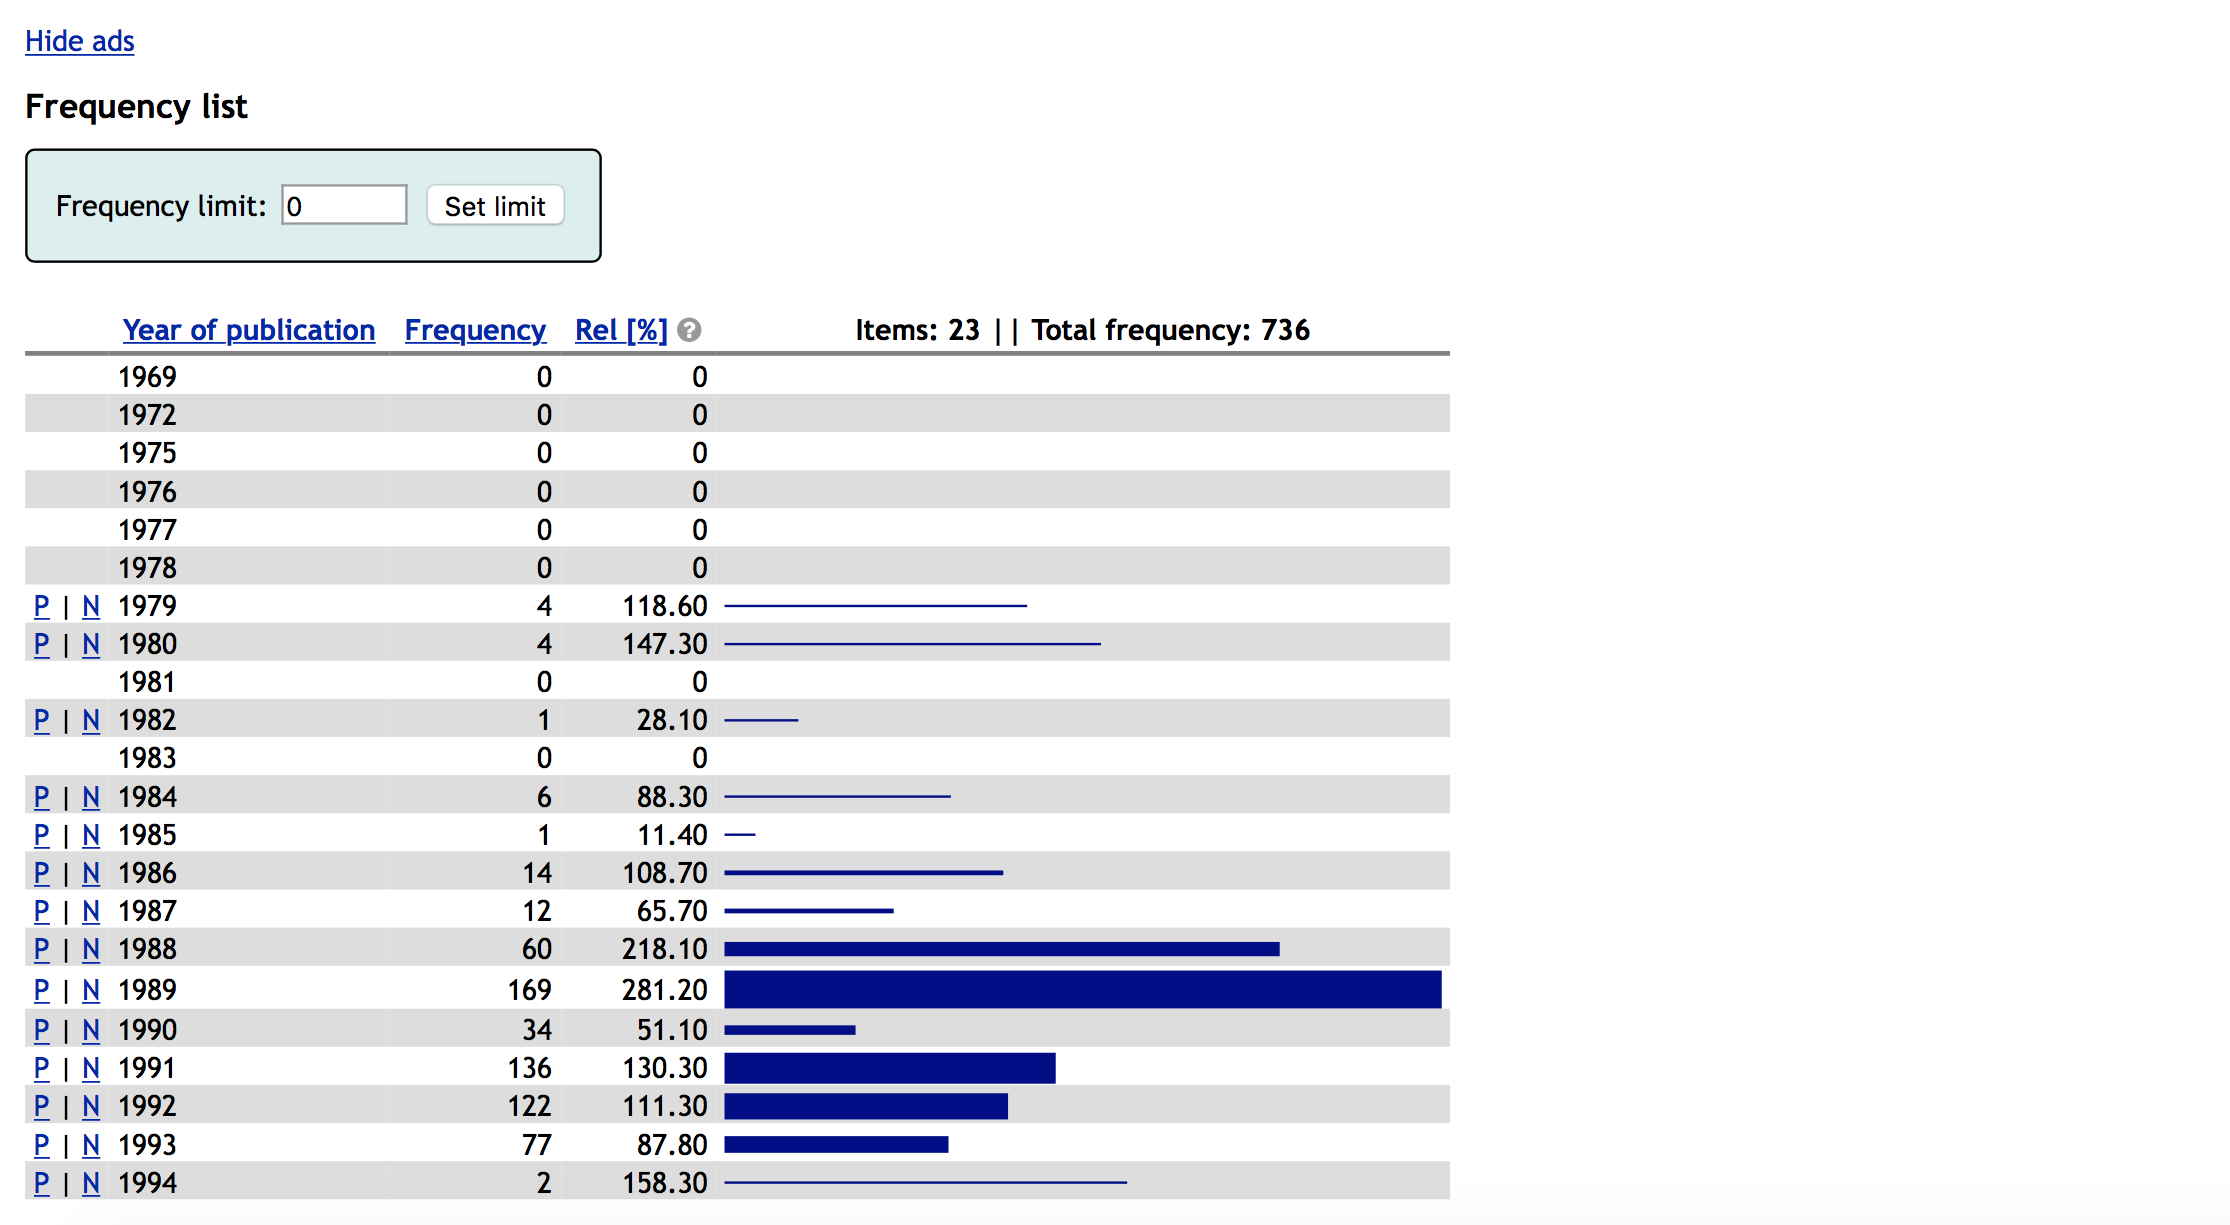 Hide ads
Frequency list
Frequency limit: 0 Set limit
Year of publication Frequency Rel [%] ? Items: 23 || Total frequency: 736
1969 0 0
1972 0 0
1975 0 0
1976 0 0
1977 0 0
1978 0 0
P | N 1979 4 118.60
P | N 1980 4 147.30
1981 0 0
P | N 1982 1 28.10
1983 0 0
P | N 1984 6 88.30
P | N 1985 1 11.40
P | N 1986 14 108.70
P | N 1987 12 65.70
P | N 1988 60 218.10
P | N 1989 169 281.20
P | N 1990 34 51.10
P | N 1991 136 130.30
P | N 1992 122 111.30
P | N 1993 77 87.80
P | N 1994 2 158.30